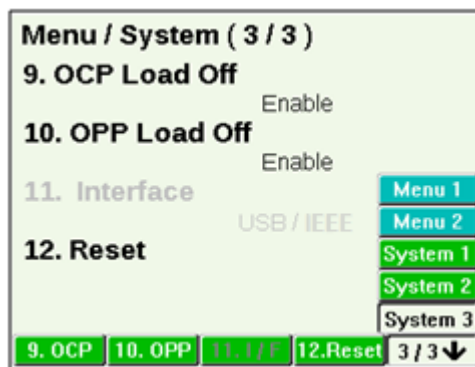 Menu / System ( 3 / 3 )
9. OCP Load Off
Enable
10. OPP Load Off
Enable
11. Interface
USB / IEEE
12. Reset
Menu 1
Menu 2
System 1
System 2
System 3
9. OCP 10. OPP 11. I / F 12.Reset 3 / 3